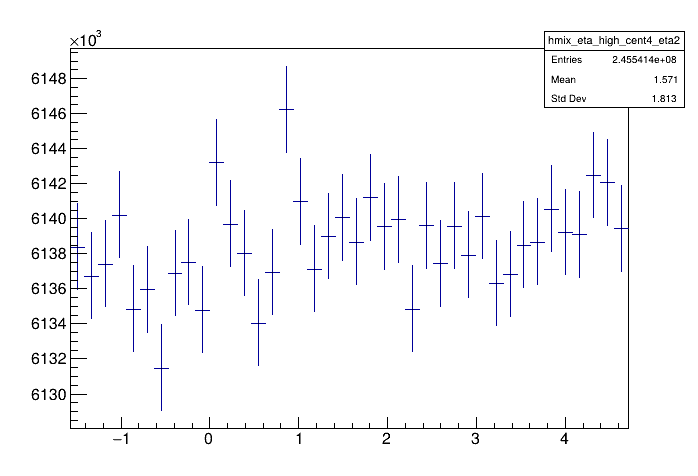 ×10³
hmix_eta_high_cent4_eta2
Entries 2.455414e+08
Mean 1.571
Std Dev 1.813
6148
6146
6144
6142
6140
6138
6136
6134
6132
6130
−1 0 1 2 3 4